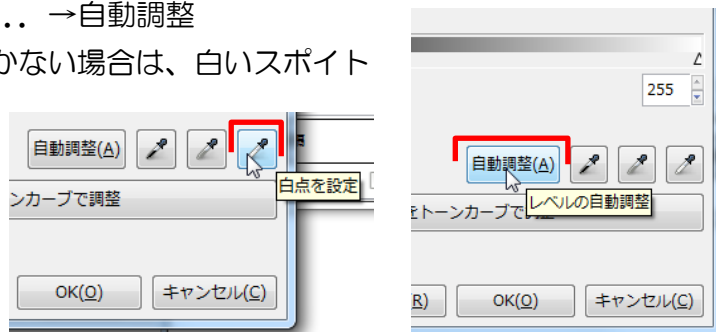 .. →自動調整
かない場合は、白いスポイト
自動調整(A)
白点を設定
ンカーブで調整
OK(O)
キャンセル(C)
255
自動調整(A)
レベルの自動調整
をトーンカーブで
R)
OK(O)
キャンセル(C)